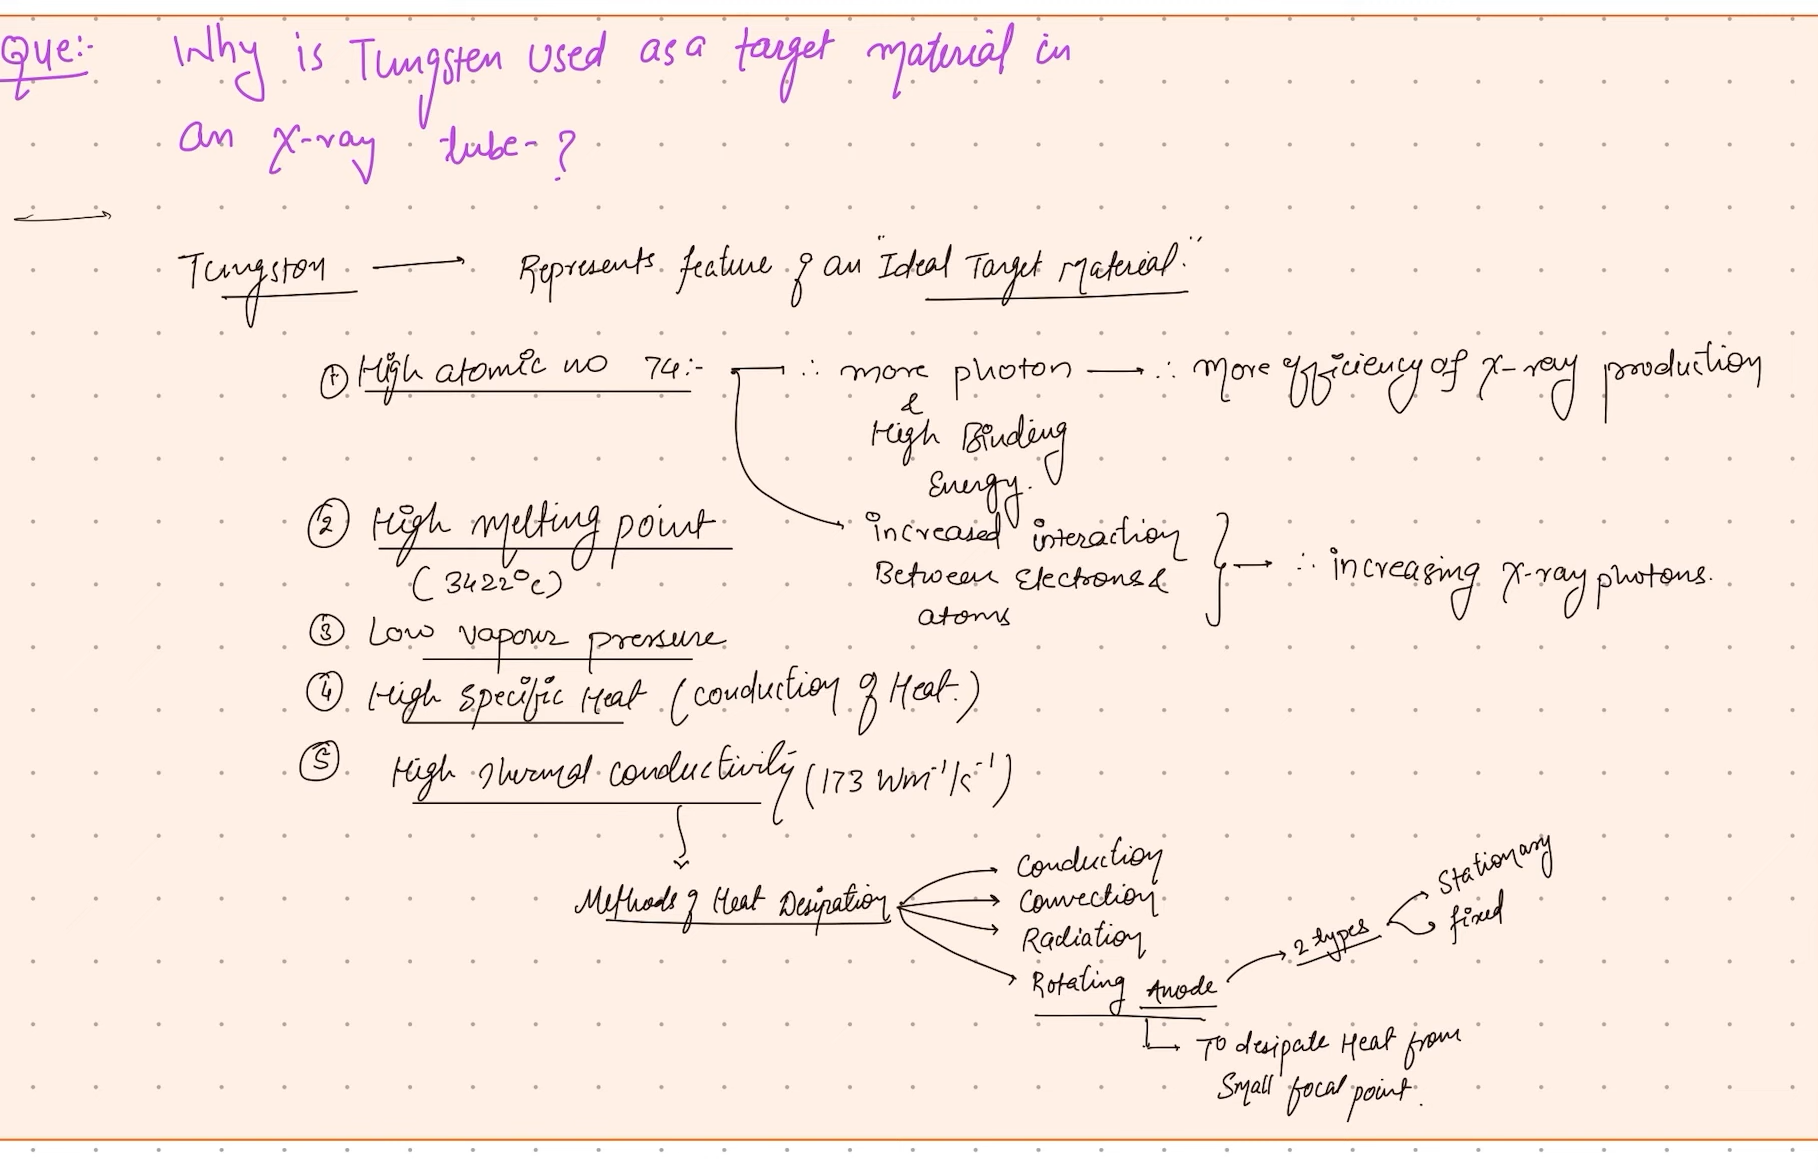 Que:- Why is Tungsten used as a target material in
an X-ray tube-?
Tungston → Represents feature of an "Ideal Target Material."
① High atomic no 74:- → ∴ more photon → ∴ more efficiency of X-ray production
& High Binding
Energy.
② High melting point
(3422°c)
increased interaction
Between Electrons &
atoms
→ ∴ increasing X-ray photons.
③ Low vapour pressure
④ High specific Heat (conduction of Heat.)
⑤ High Thermal conductivity (173 Wm⁻¹K⁻¹)
Methods of Heat Desipation
Conduction
Convection
Radiation
Rotating Anode
2 types
Stationary
fixed
To desipate Heat from
Small focal point.